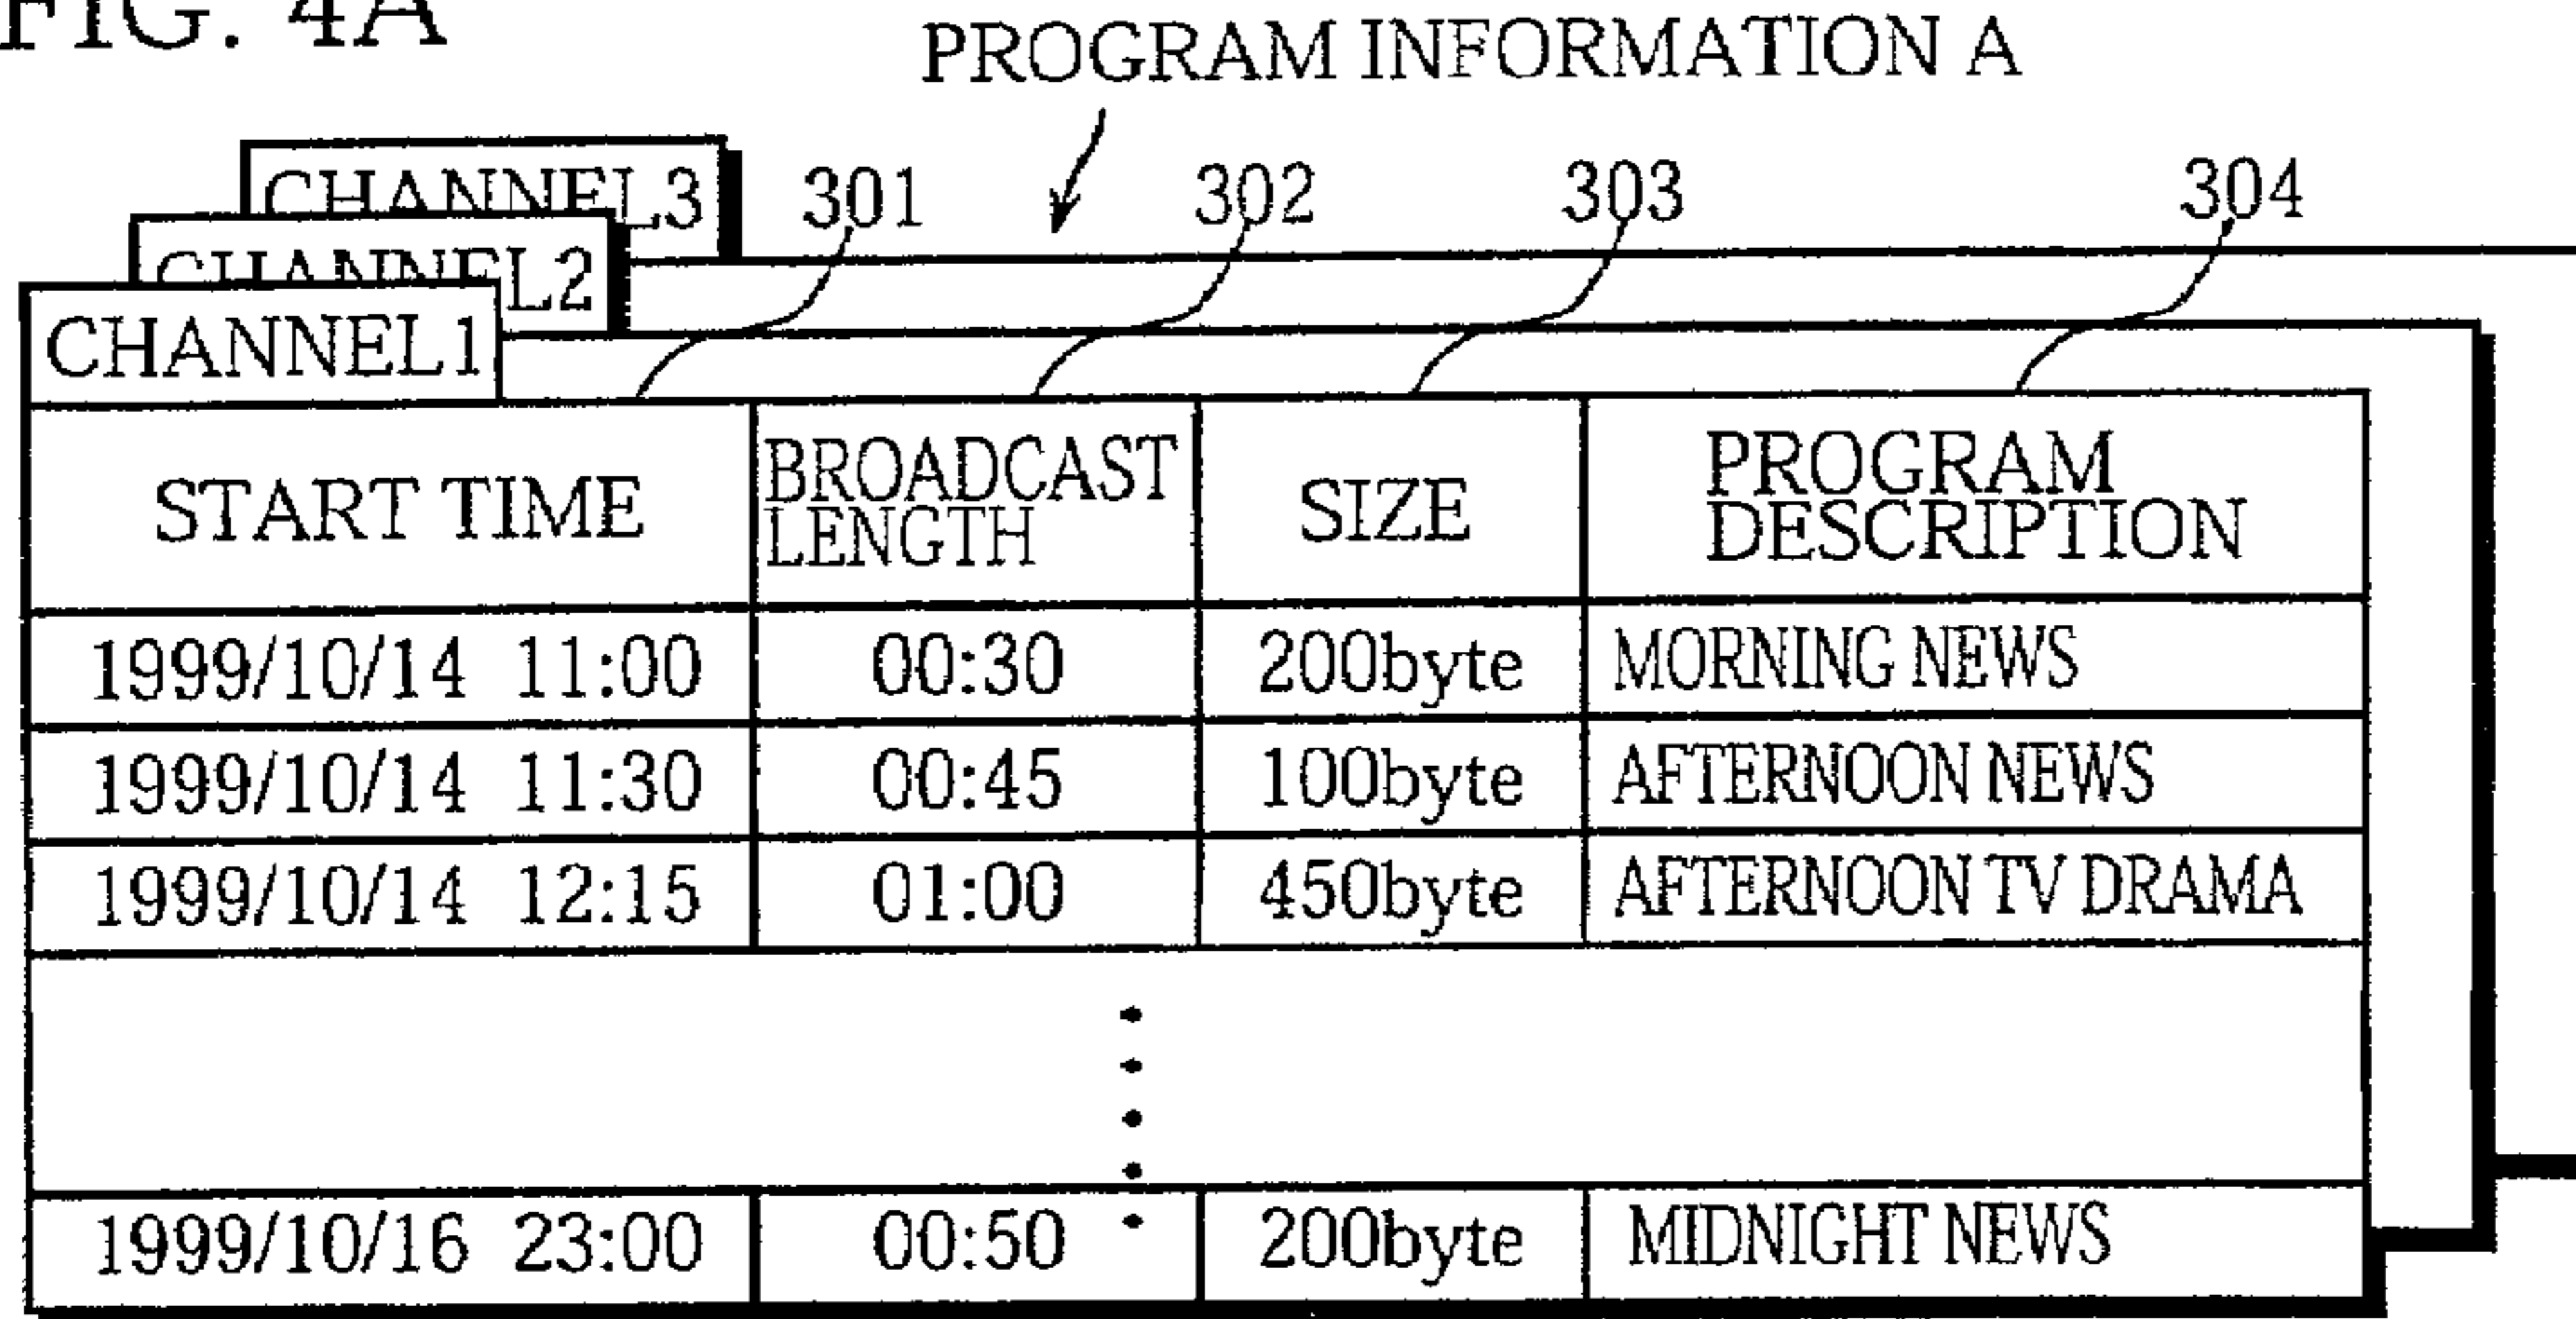 FIG. 4A
PROGRAM INFORMATION A
CHANNEL3
301
302
303
304
CHANNEL2
CHANNEL1
START TIME
BROADCAST
LENGTH
SIZE
PROGRAM
DESCRIPTION
1999/10/14 11:00 00:30 200byte MORNING NEWS
1999/10/14 11:30 00:45 100byte AFTERNOON NEWS
1999/10/14 12:15 01:00 450byte AFTERNOON TV DRAMA
1999/10/16 23:00 00:50 200byte MIDNIGHT NEWS